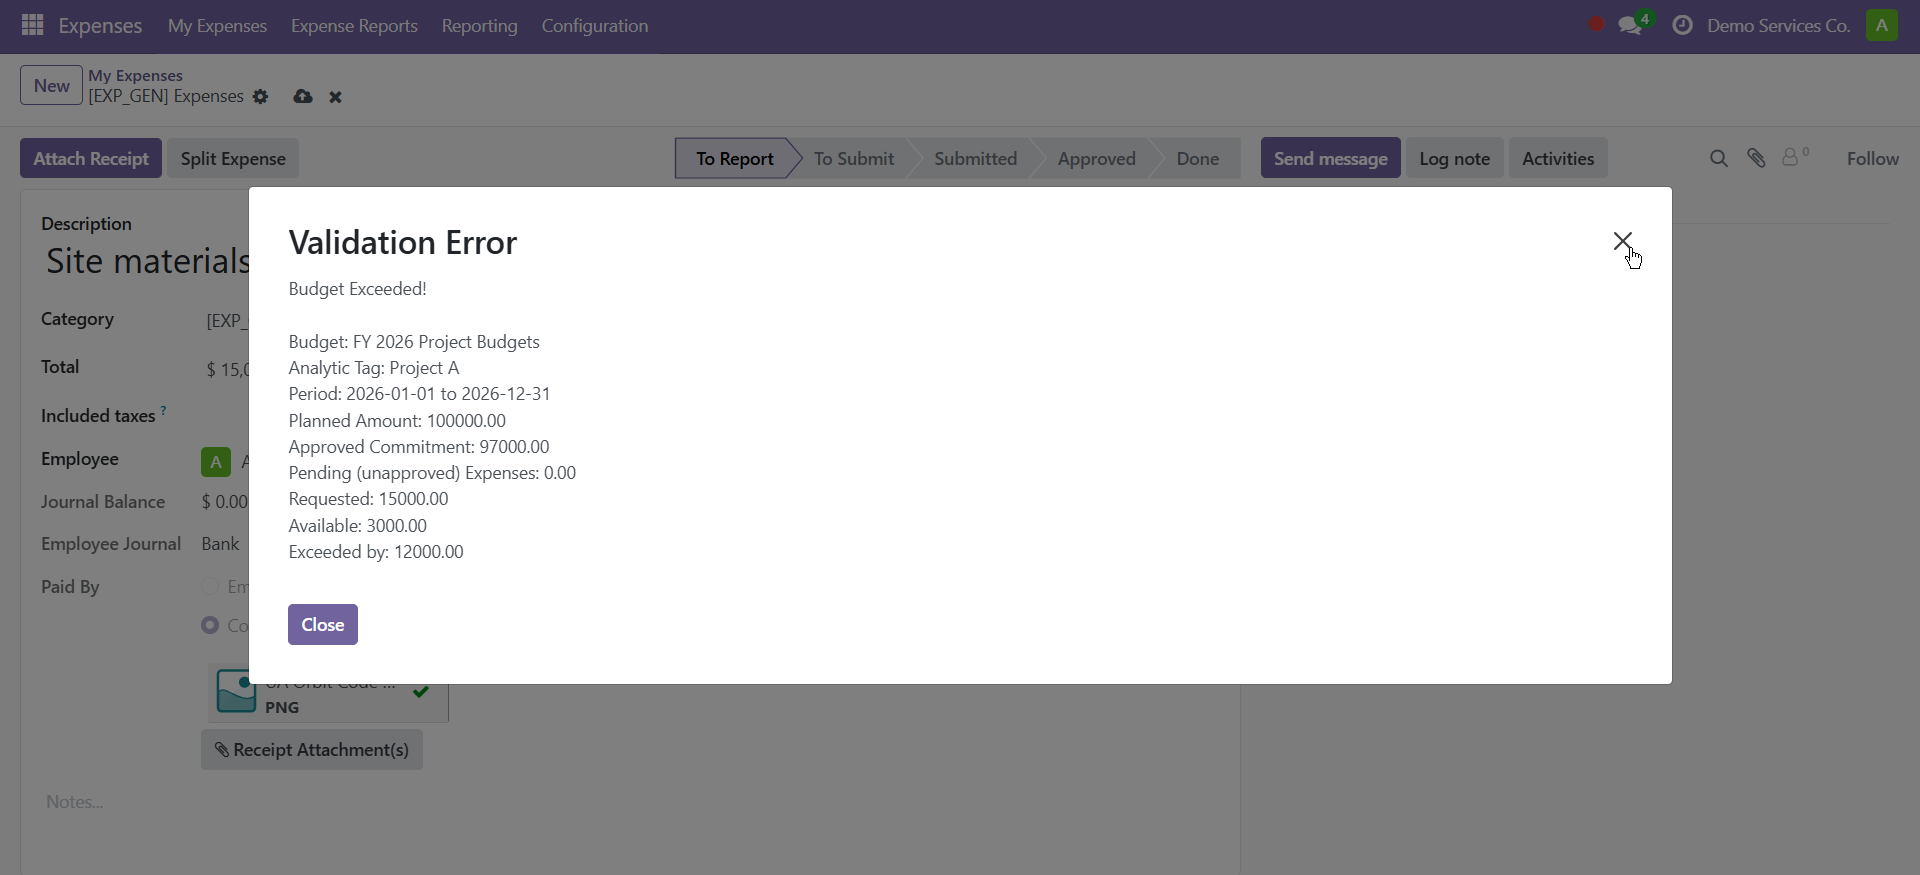 Expenses My Expenses Expense Reports Reporting Configuration 4 Demo Services Co. A
New My Expenses
[EXP_GEN] Expenses
Attach Receipt Split Expense To Report To Submit Submitted Approved Done Send message Log note Activities 0 Follow
Description
Site materials
Category [EXP_
Total $ 15,0
Included taxes ?
Employee A A
Journal Balance $ 0.00
Employee Journal Bank
Paid By Em
Co
PNG
Receipt Attachment(s)
Notes...
Validation Error
Budget Exceeded!
Budget: FY 2026 Project Budgets
Analytic Tag: Project A
Period: 2026-01-01 to 2026-12-31
Planned Amount: 100000.00
Approved Commitment: 97000.00
Pending (unapproved) Expenses: 0.00
Requested: 15000.00
Available: 3000.00
Exceeded by: 12000.00
Close